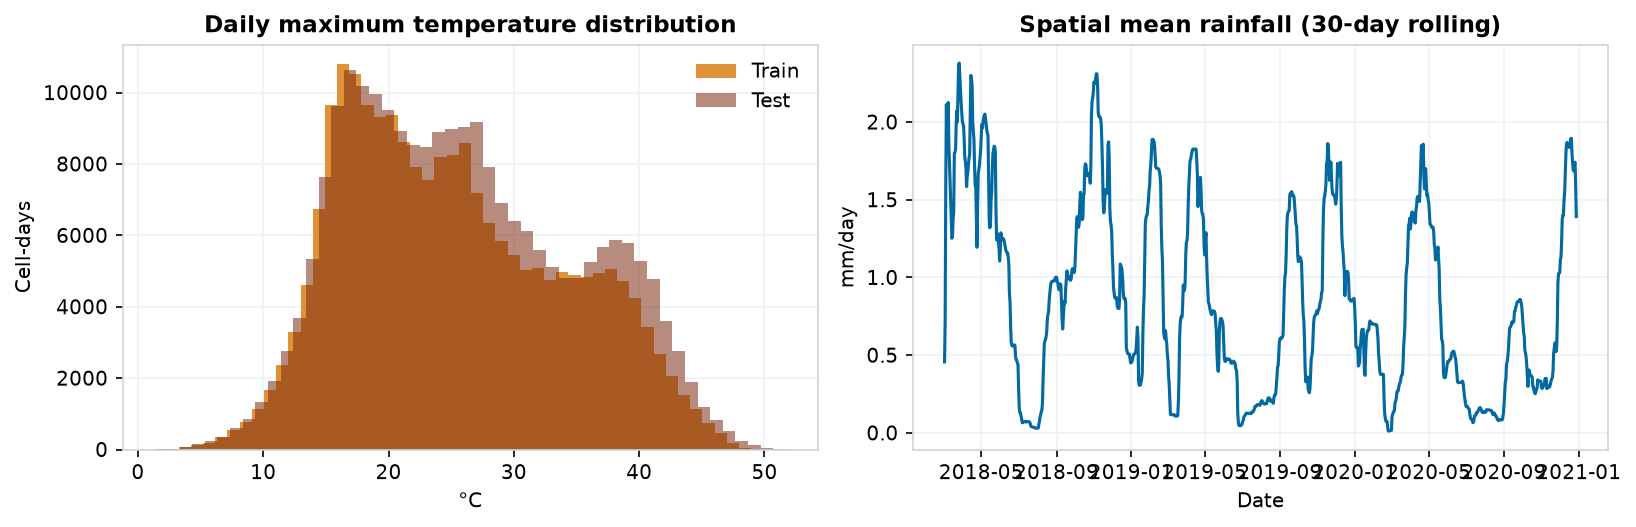 Daily maximum temperature distribution
Cell-days
10000
8000
6000
4000
2000
0
0 10 20 30 40 50
°C
Train
Test
Spatial mean rainfall (30-day rolling)
mm/day
2.0
1.5
1.0
0.5
0.0
2018-05 2018-09 2019-01 2019-05 2019-09 2020-01 2020-05 2020-09 2021-01
Date